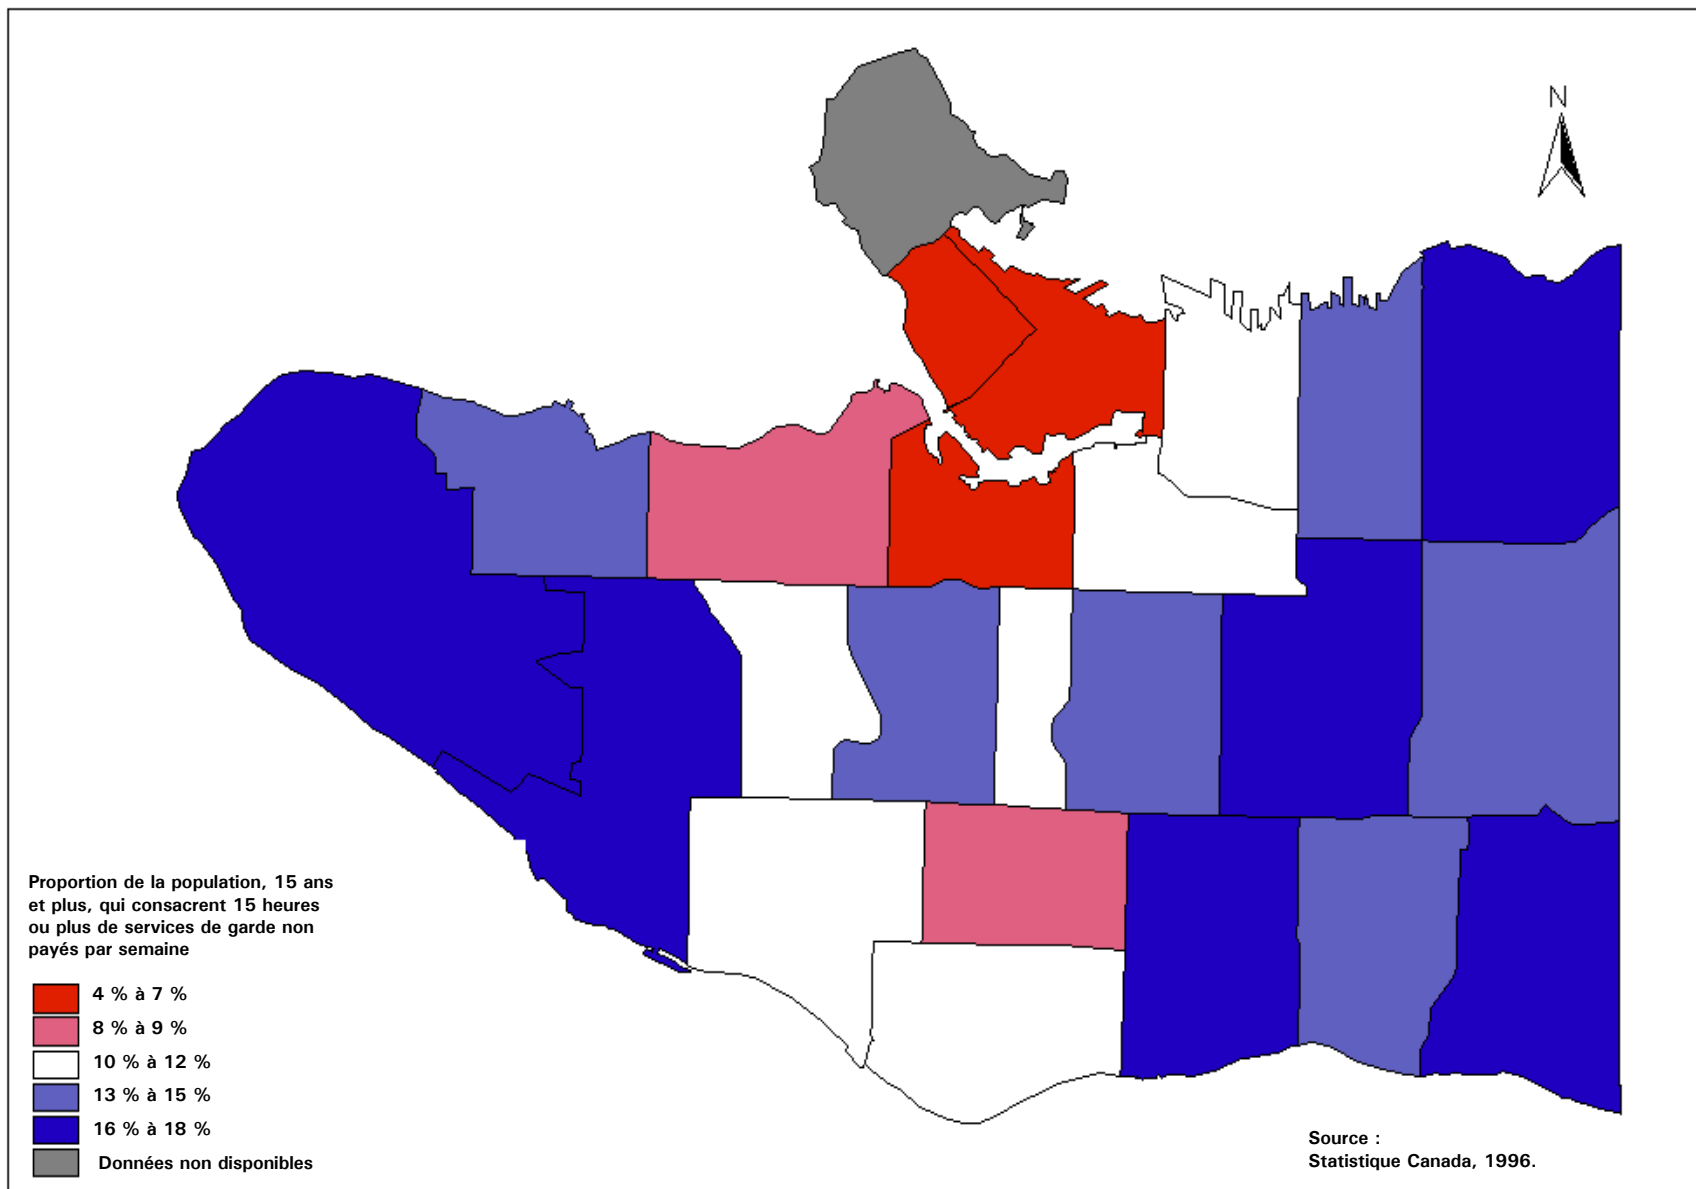 N
Proportion de la population, 15 ans
et plus, qui consacrent 15 heures
ou plus de services de garde non
payés par semaine
4 % à 7 %
8 % à 9 %
10 % à 12 %
13 % à 15 %
16 % à 18 %
Données non disponibles
Source :
Statistique Canada, 1996.